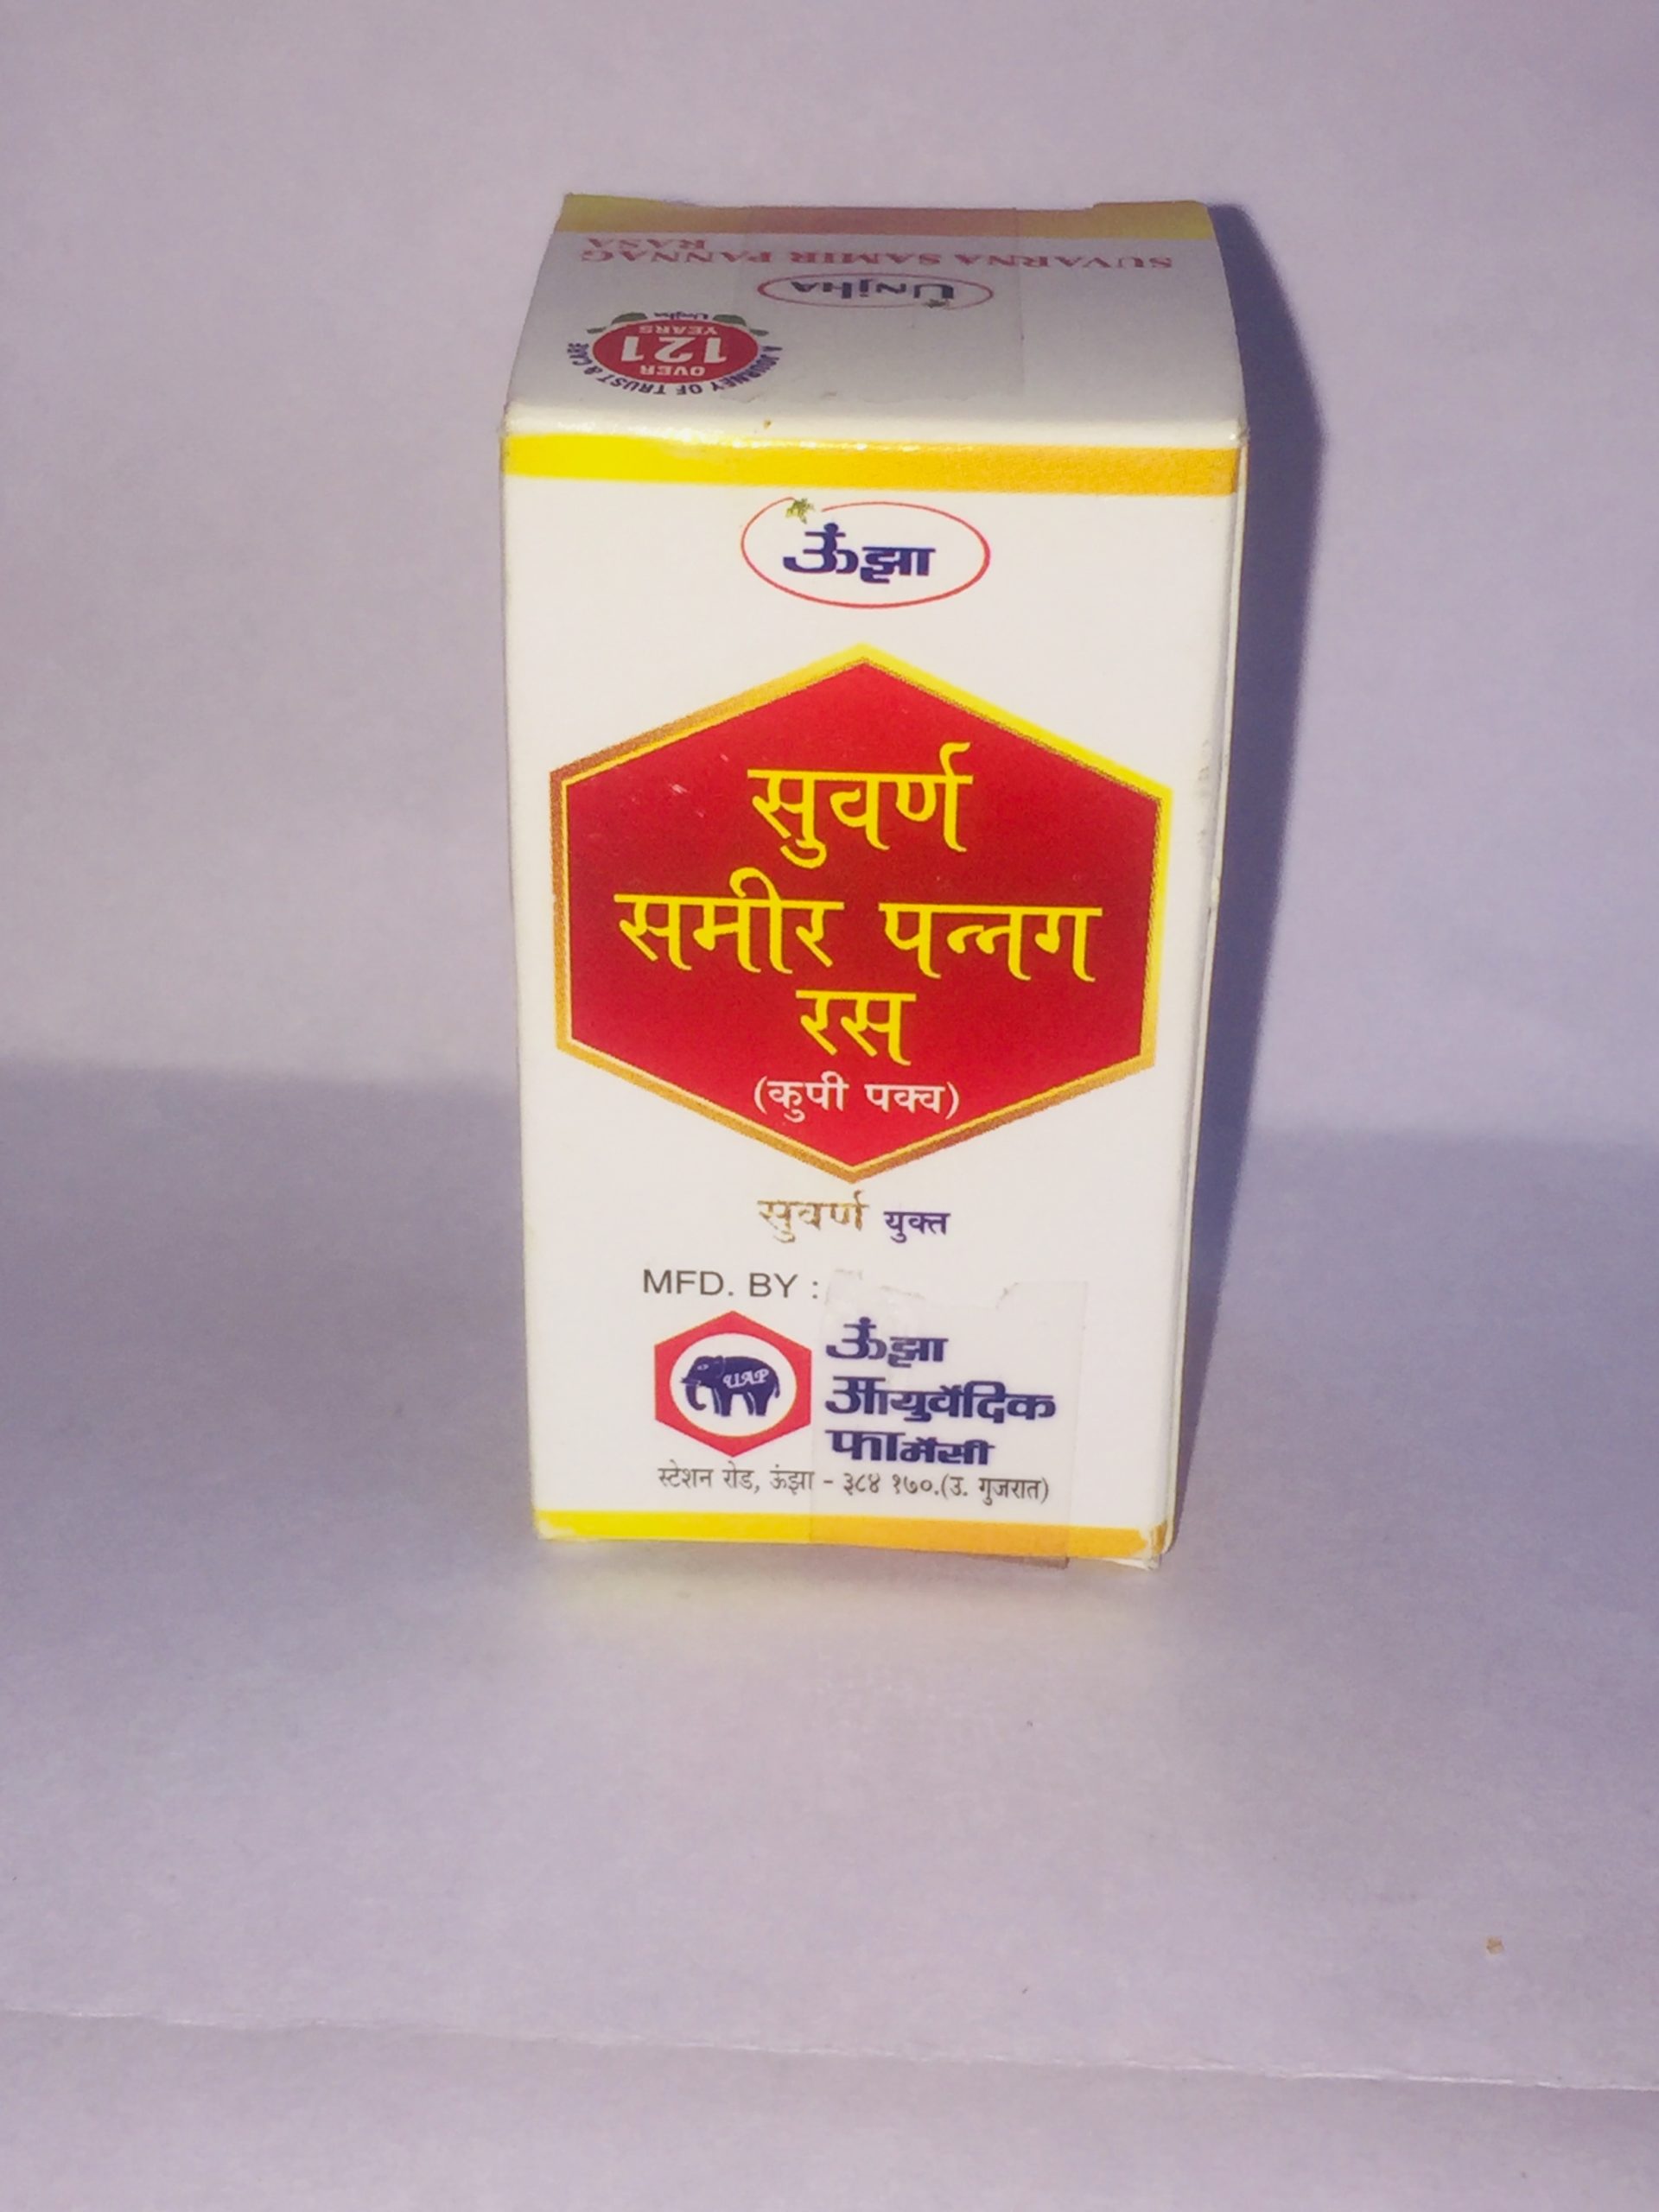 SUVARNA SAMIR PANNAG
RASA
UNJHA
A JOURNEY OF TRUST & CARE
OVER
121
YEARS
Unjha
ऊंझा
सुवर्ण
समीर पन्नग
रस
(कुपी पक्व)
सुवर्ण युक्त
MFD. BY :
UAP
ऊंझा
आयुर्वेदिक
फार्मेसी
स्टेशन रोड, ऊंझा - ३८४ १७०.(उ. गुजरात)